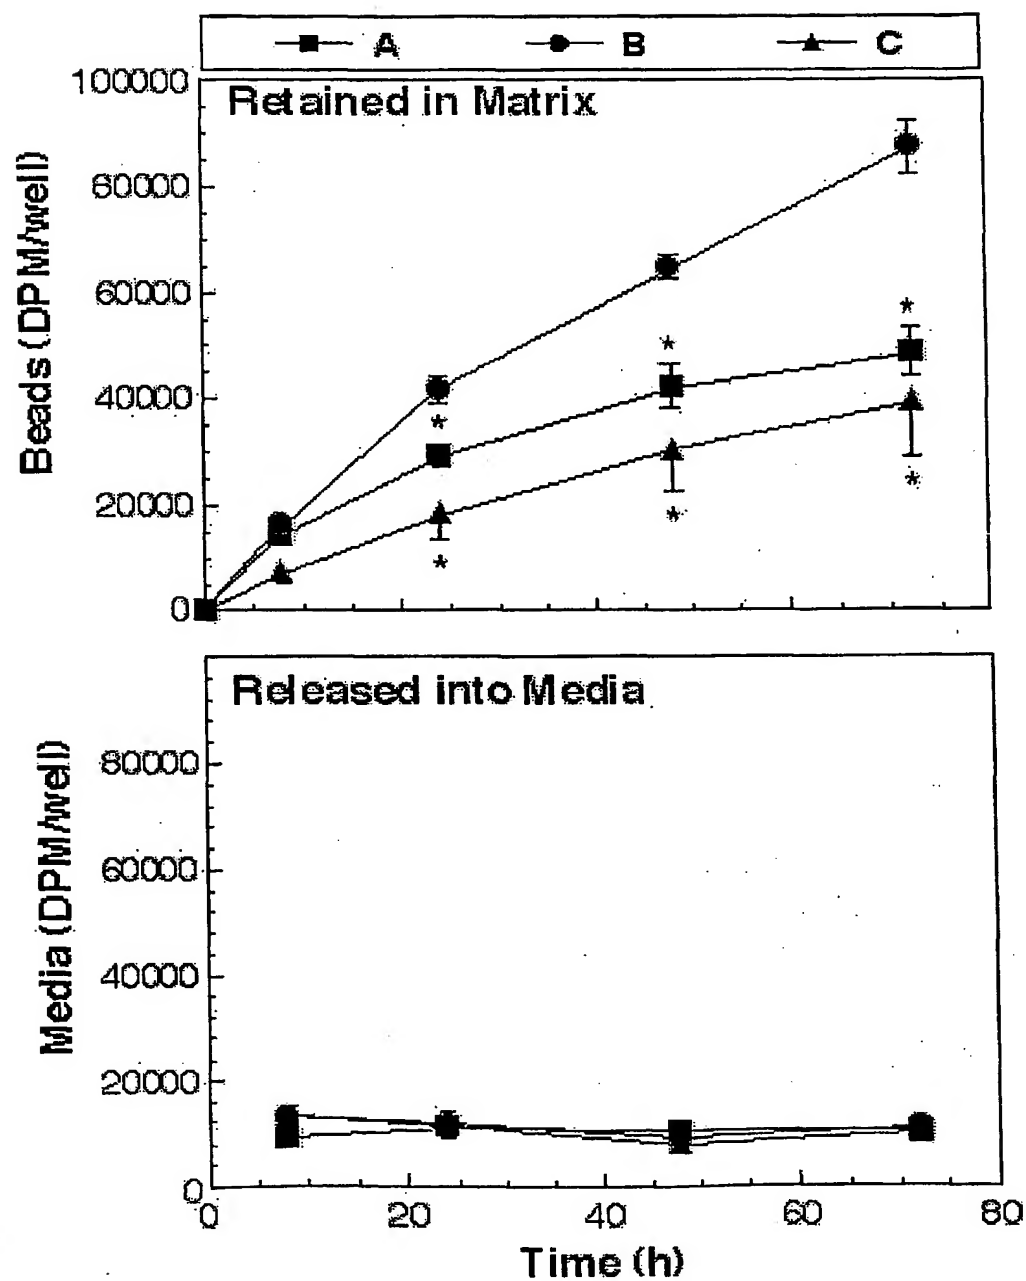 A B C
Retained in Matrix
Beads (DPM/well)
100000
80000
60000
40000
20000
0
*
*
*
*
*
*
Released into Media
Media (DPM/well)
80000
60000
40000
20000
0
0 20 40 60 80
Time (h)